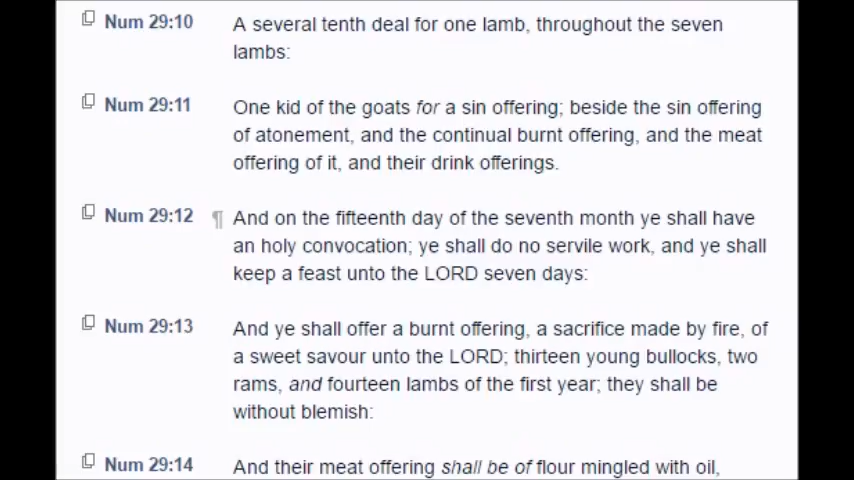 Num 29:10 A several tenth deal for one lamb, throughout the seven
lambs:
Num 29:11 One kid of the goats for a sin offering; beside the sin offering
of atonement, and the continual burnt offering, and the meat
offering of it, and their drink offerings.
Num 29:12 ¶ And on the fifteenth day of the seventh month ye shall have
an holy convocation; ye shall do no servile work, and ye shall
keep a feast unto the LORD seven days:
Num 29:13 And ye shall offer a burnt offering, a sacrifice made by fire, of
a sweet savour unto the LORD; thirteen young bullocks, two
rams, and fourteen lambs of the first year; they shall be
without blemish:
Num 29:14 And their meat offering shall be of flour mingled with oil,